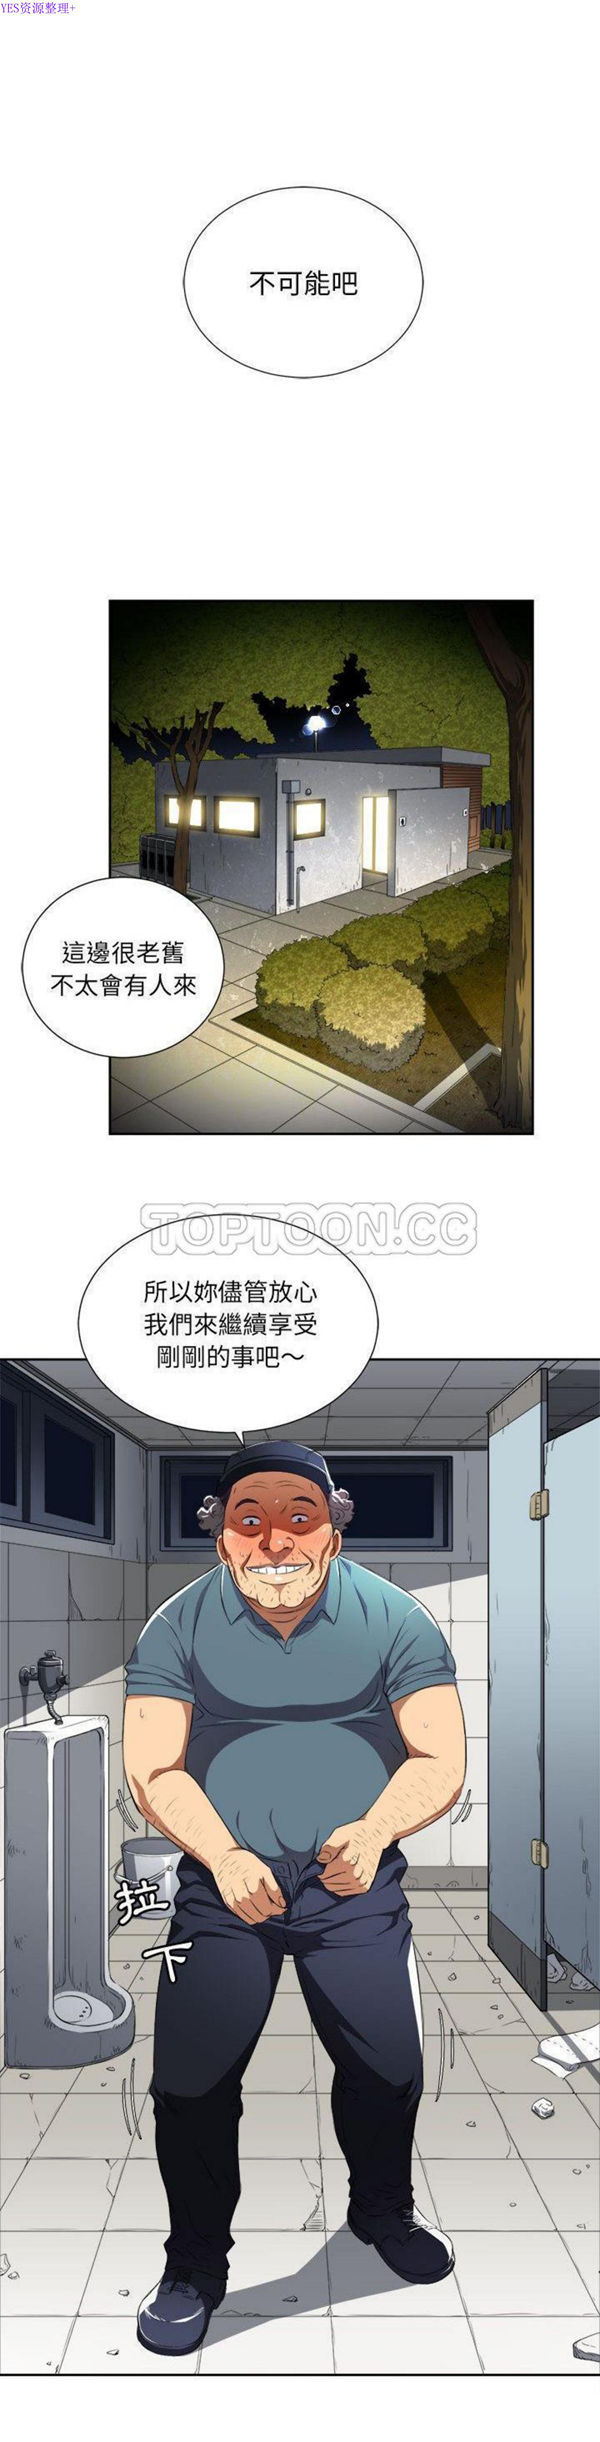 YES资源整理+
不可能吧
這邊很老舊
不太會有人來
TOPTOON.CC
所以妳儘管放心
我們來繼續享受
剛剛的事吧～
拉
下